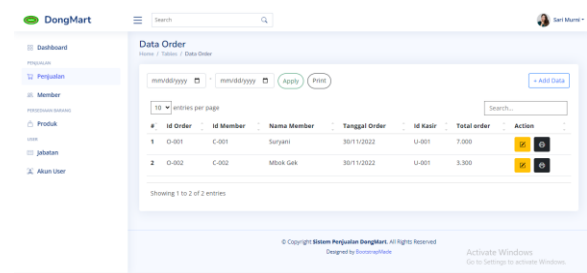 DongMart
Search
Sari Murni
Dashboard
PENJUALAN
Penjualan
Member
PERSEDIAAN BARANG
Produk
USER
Jabatan
Akun User
Data Order
Home / Tables / Data Order
mm/dd/yyyy - mm/dd/yyyy Apply Print
+ Add Data
10 entries per page
Search...
# Id Order Id Member Nama Member Tanggal Order Id Kasir Total order Action
1 O-001 C-001 Suryani 30/11/2022 U-001 7.000
2 O-002 C-002 Mbok Gek 30/11/2022 U-001 3.300
Showing 1 to 2 of 2 entries
© Copyright Sistem Penjualan DongMart. All Rights Reserved
Designed by BootstrapMade
Activate Windows
Go to Settings to activate Windows.